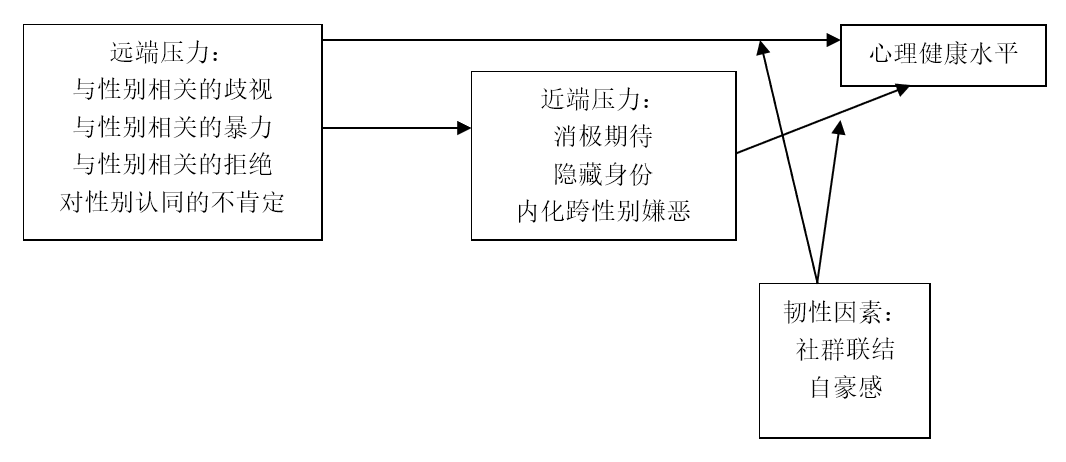 远端压力：
与性别相关的歧视
与性别相关的暴力
与性别相关的拒绝
对性别认同的不肯定
近端压力：
消极期待
隐藏身份
内化跨性别嫌恶
心理健康水平
韧性因素：
社群联结
自豪感